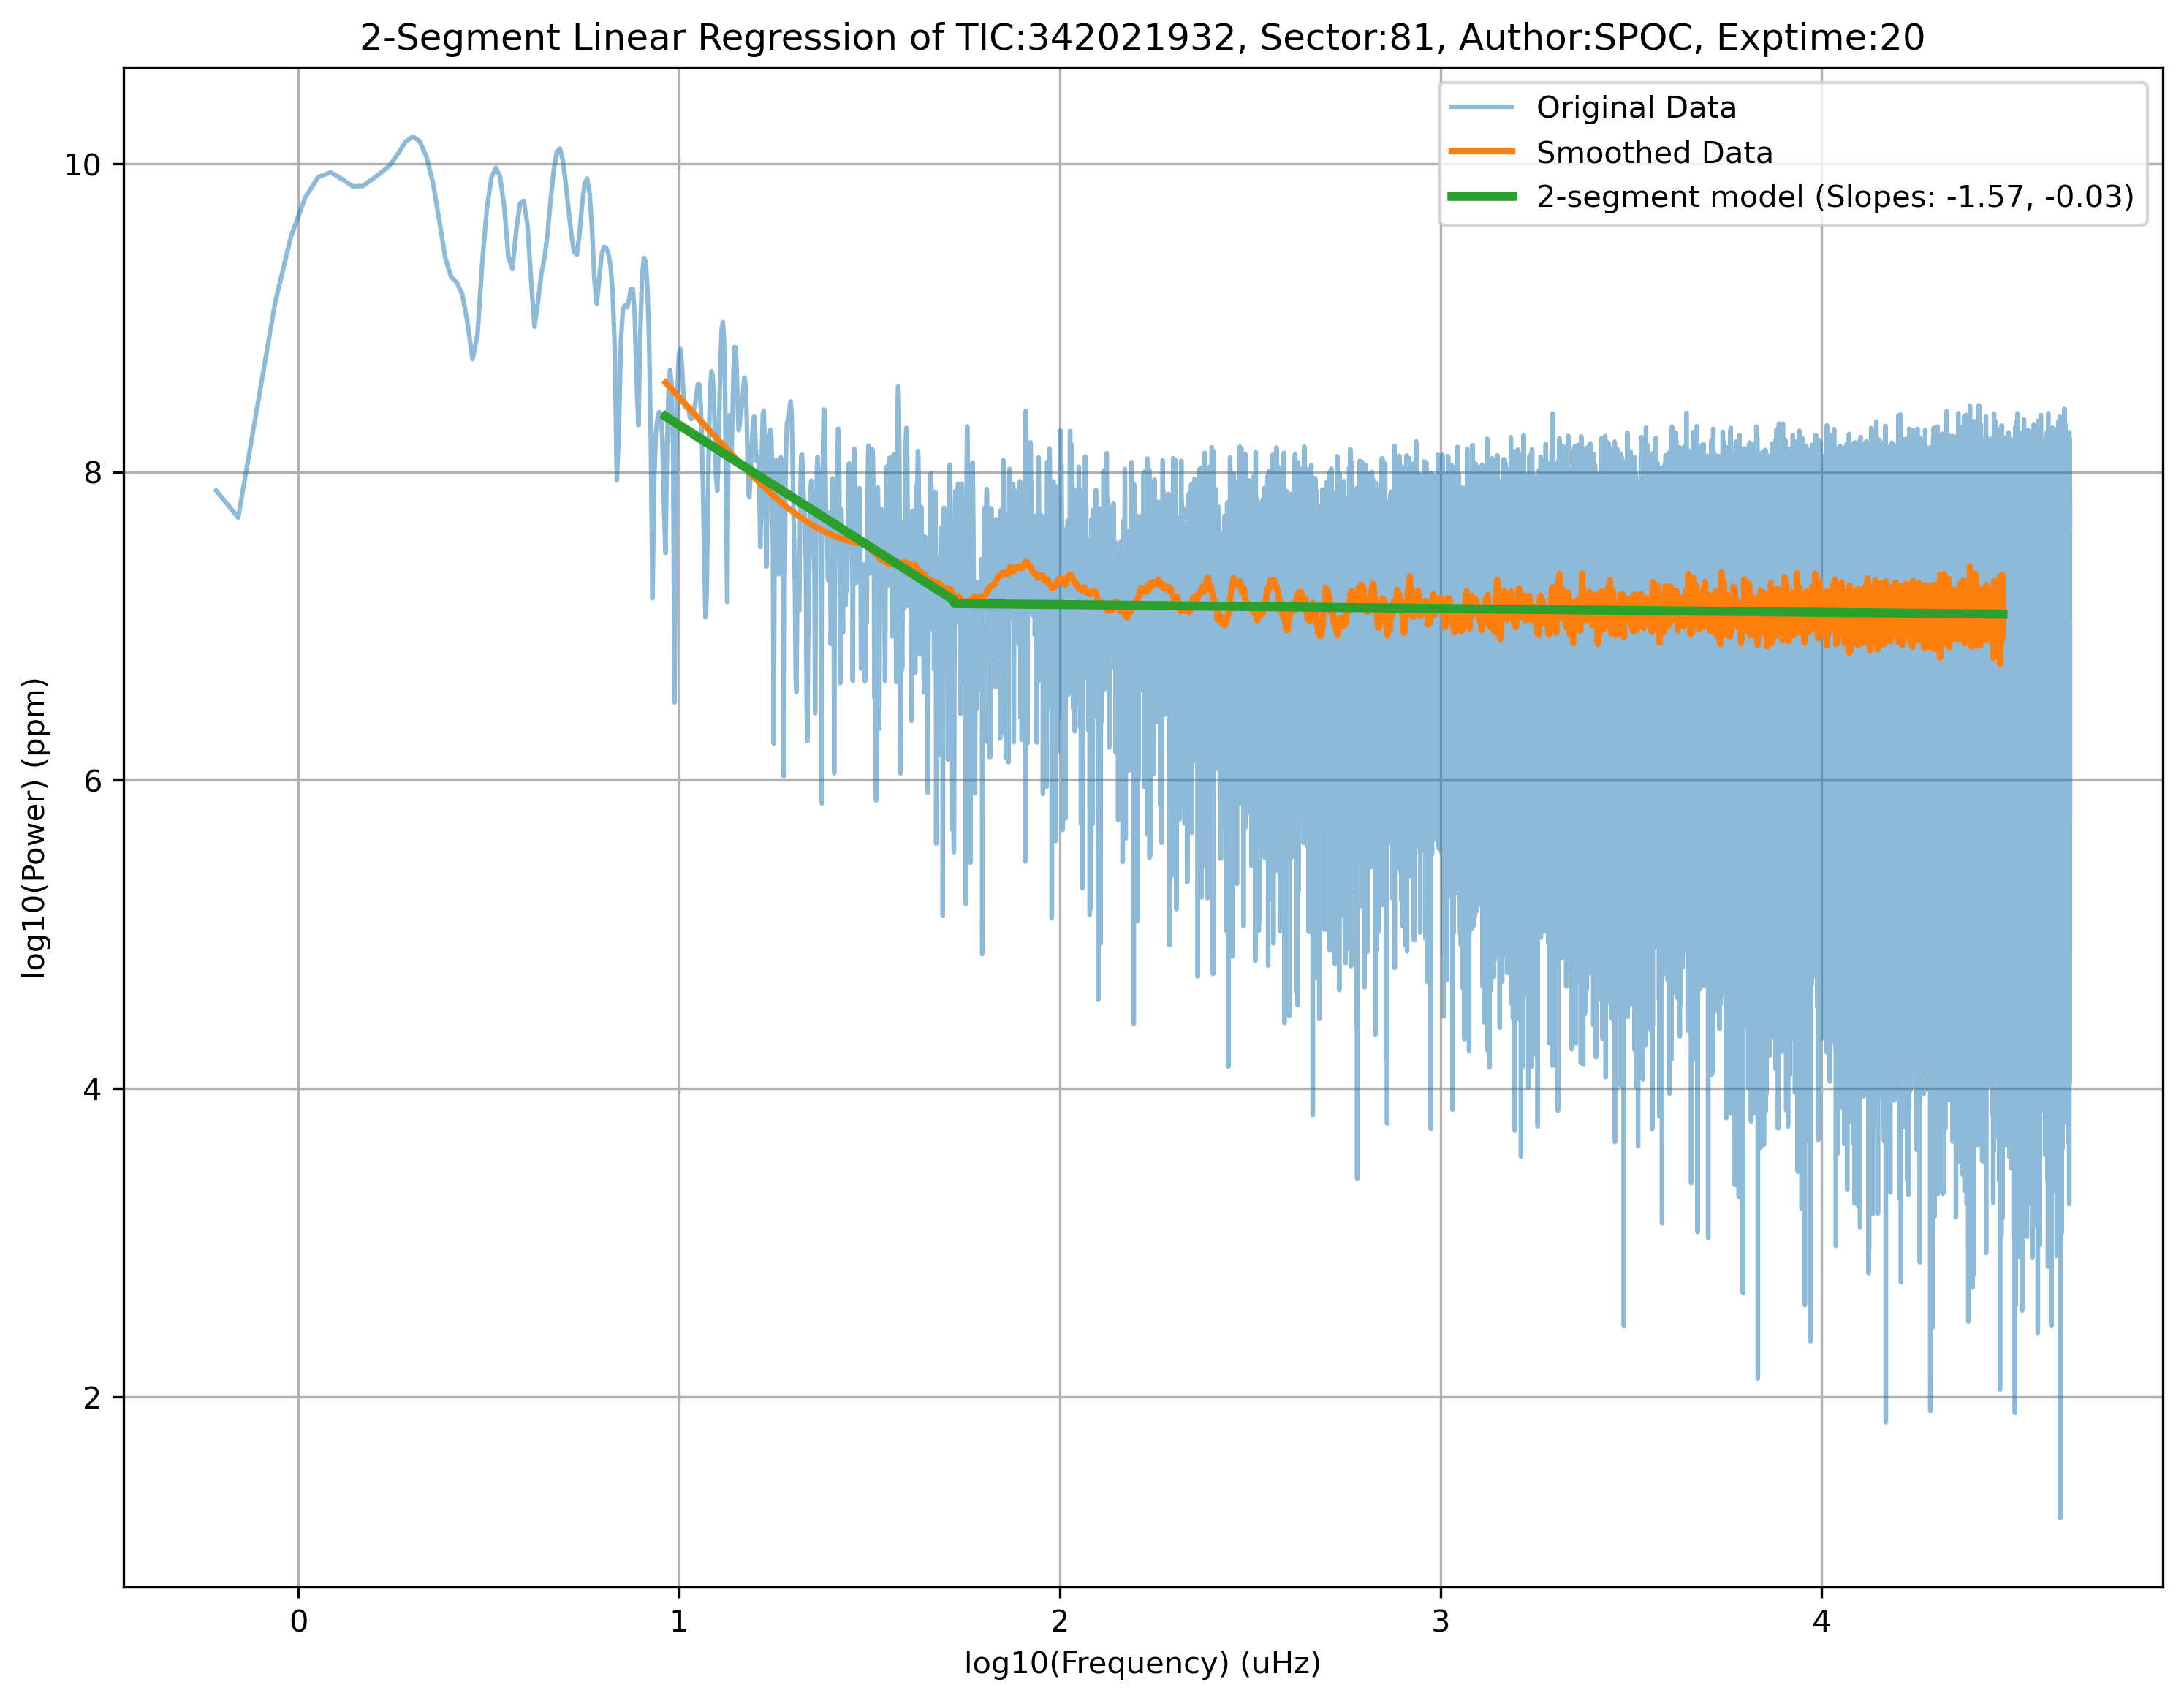 2-Segment Linear Regression of TIC:342021932, Sector:81, Author:SPOC, Exptime:20
Original Data
Smoothed Data
2-segment model (Slopes: -1.57, -0.03)
log10(Power) (ppm)
10
8
6
4
2
0 1 2 3 4
log10(Frequency) (uHz)